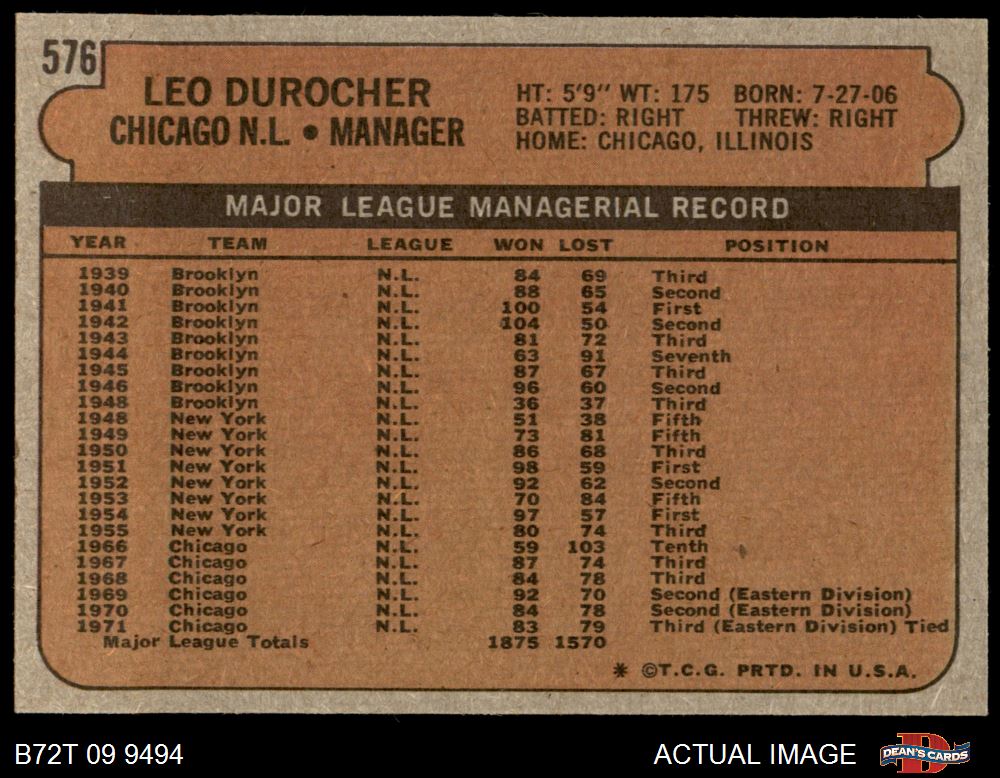 576
LEO DUROCHER
CHICAGO N.L. • MANAGER
HT: 5'9" WT: 175 BORN: 7-27-06
BATTED: RIGHT THREW: RIGHT
HOME: CHICAGO, ILLINOIS
MAJOR LEAGUE MANAGERIAL RECORD
YEAR TEAM LEAGUE WON LOST POSITION
1939 Brooklyn N.L. 84 69 Third
1940 Brooklyn N.L. 88 65 Second
1941 Brooklyn N.L. 100 54 First
1942 Brooklyn N.L. 104 50 Second
1943 Brooklyn N.L. 81 72 Third
1944 Brooklyn N.L. 63 91 Seventh
1945 Brooklyn N.L. 87 67 Third
1946 Brooklyn N.L. 96 60 Second
1948 Brooklyn N.L. 36 37 Third
1948 New York N.L. 51 38 Fifth
1949 New York N.L. 73 81 Fifth
1950 New York N.L. 86 68 Third
1951 New York N.L. 98 59 First
1952 New York N.L. 92 62 Second
1953 New York N.L. 70 84 Fifth
1954 New York N.L. 97 57 First
1955 New York N.L. 80 74 Third
1966 Chicago N.L. 59 103 Tenth
1967 Chicago N.L. 87 74 Third
1968 Chicago N.L. 84 78 Third
1969 Chicago N.L. 92 70 Second (Eastern Division)
1970 Chicago N.L. 84 78 Second (Eastern Division)
1971 Chicago N.L. 83 79 Third (Eastern Division) Tied
Major League Totals 1875 1570
* ©T.C.G. PRTD. IN U.S.A.
B72T 09 9494 ACTUAL IMAGE
D
DEAN'S CARDS